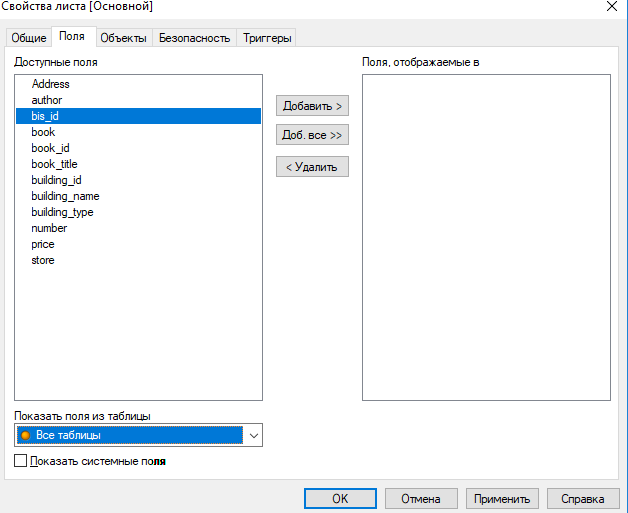 Свойства листа [Основной]
Общие Поля Объекты Безопасность Триггеры
Доступные поля
Address
author
bis_id
book
book_id
book_title
building_id
building_name
building_type
number
price
store
Добавить >
Доб. все >>
< Удалить
Поля, отображаемые в
Показать поля из таблицы
Все таблицы
Показать системные поля
OK Отмена Применить Справка